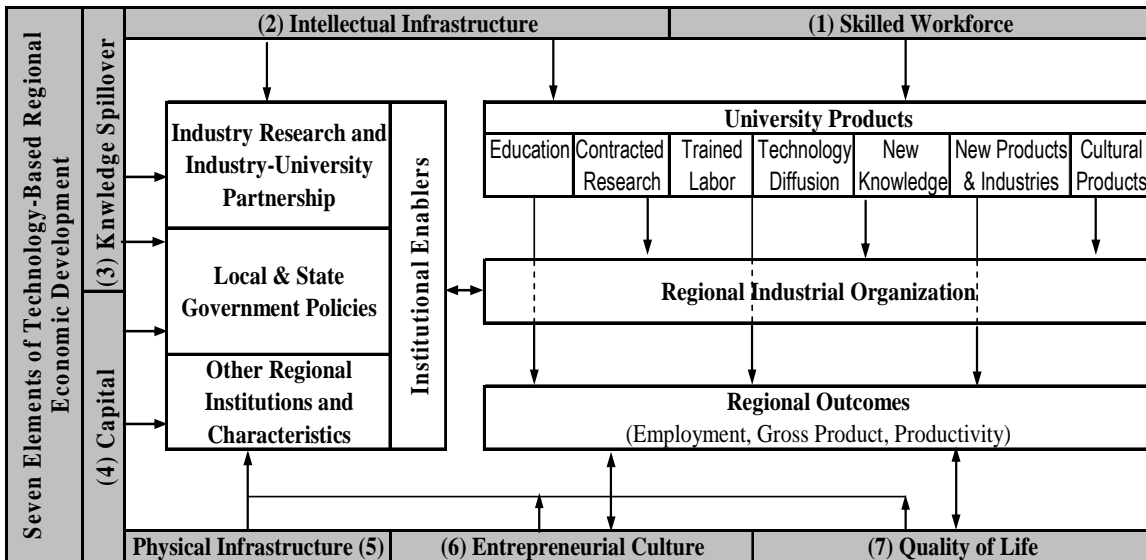 Seven Elements of Technology-Based Regional
Economic Development
(3) Knwledge Spillover
(4) Capital
(2) Intellectual Infrastructure
(1) Skilled Workforce
Industry Research and
Industry-University
Partnership
Local & State
Government Policies
Other Regional
Institutions and
Characteristics
Institutional Enablers
University Products
Education
Contracted
Research
Trained
Labor
Technology
Diffusion
New
Knowledge
New Products
& Industries
Cultural
Products
Regional Industrial Organization
Regional Outcomes
(Employment, Gross Product, Productivity)
Physical Infrastructure (5)
(6) Entrepreneurial Culture
(7) Quality of Life